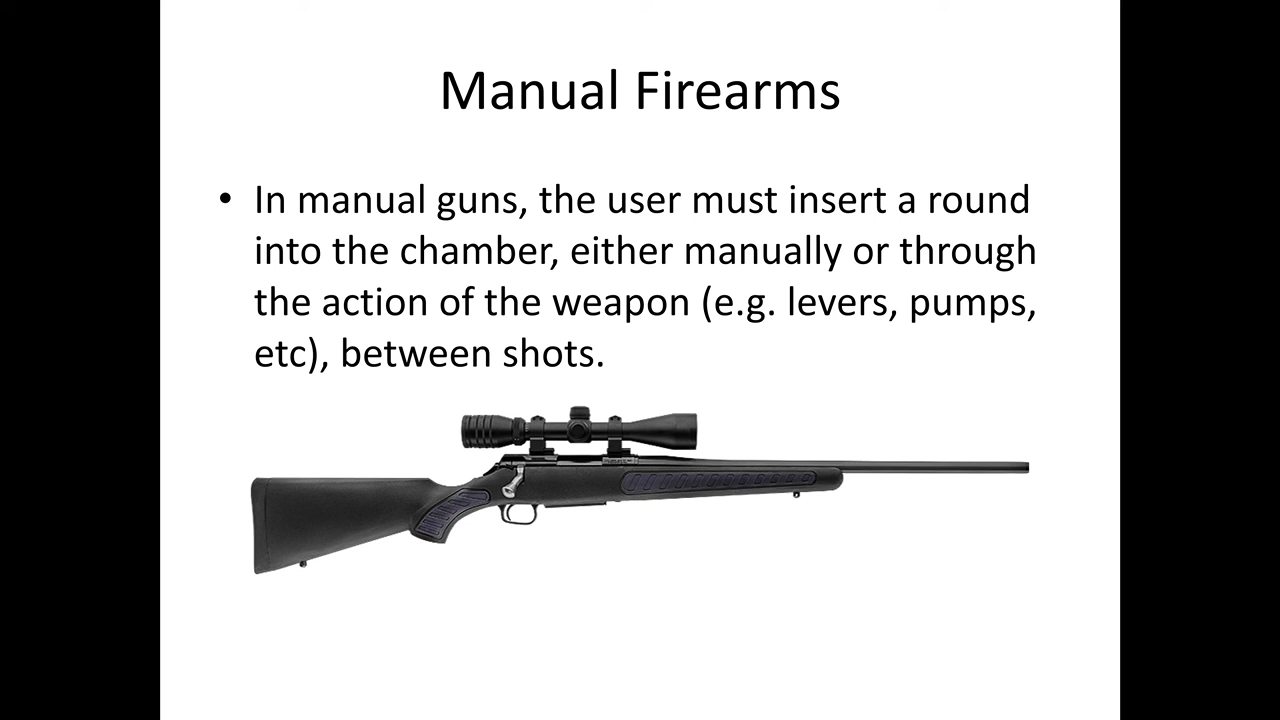 Manual Firearms
• In manual guns, the user must insert a round
into the chamber, either manually or through
the action of the weapon (e.g. levers, pumps,
etc), between shots.